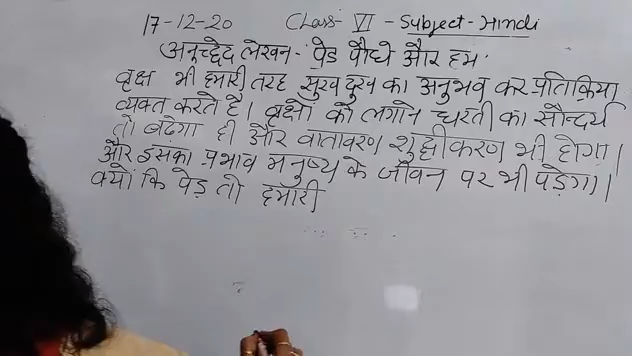 17-12-20 Class- VI - Subject - Hindi
अनुच्छेद लेखन - पेड पौधे और हम
वृक्ष भी हमारी तरह सुख दुख का अनुभव कर प्रतिक्रिया
व्यक्त करते हैं। वृक्षों को लगाने धरती का सौन्दर्य
तो बढेगा ही और वातावरण शुद्धीकरण भी होगा।
और इसका प्रभाव मनुष्य के जीवन पर भी पड़ेगा।
क्यों कि पेड़ तो हमारी